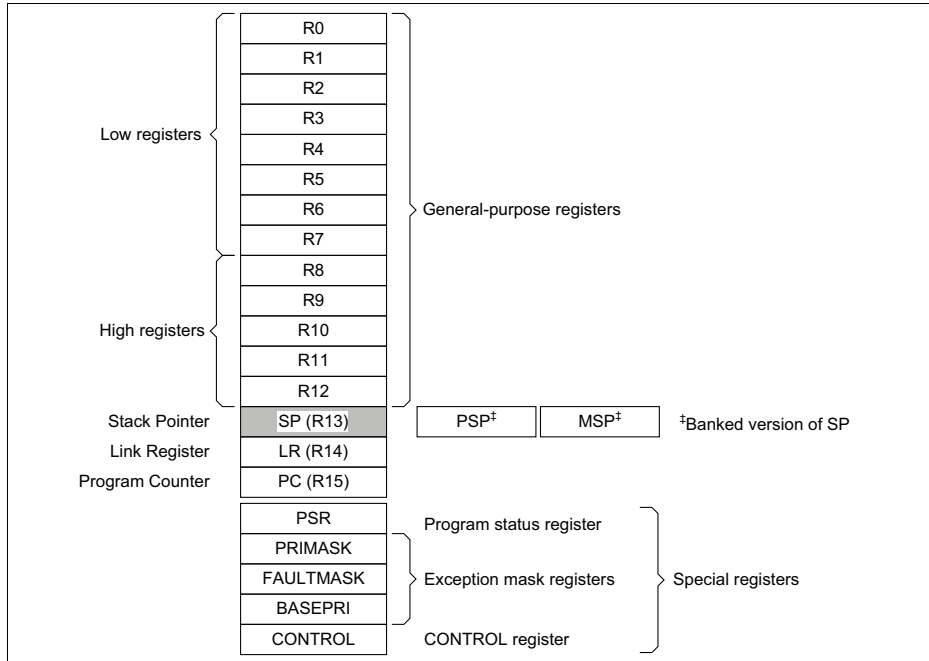 R0
R1
R2
R3
Low registers
R4
R5
R6
General-purpose registers
R7
R8
R9
High registers
R10
R11
R12
Stack Pointer SP (R13) PSP‡ MSP‡ ‡Banked version of SP
Link Register LR (R14)
Program Counter PC (R15)
PSR Program status register
PRIMASK
FAULTMASK Exception mask registers Special registers
BASEPRI
CONTROL CONTROL register